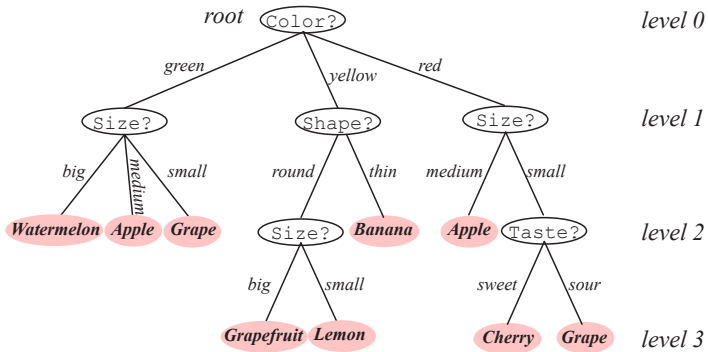 root Color? level 0
green yellow red
Size? Shape? Size? level 1
big medium small round thin medium small
Watermelon Apple Grape Size? Banana Apple Taste? level 2
big small sweet sour
Grapefruit Lemon Cherry Grape level 3